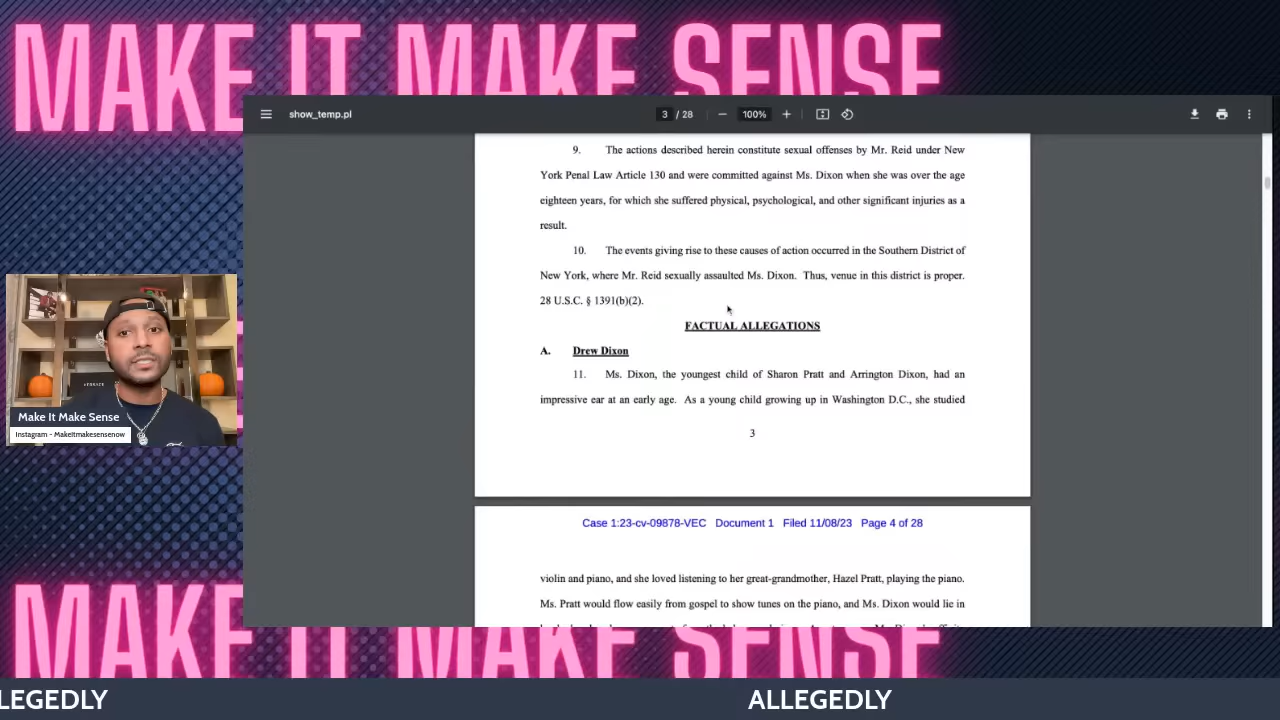 MAKE IT MAKE SENSE
show_temp.pl
3 / 28
100%
9. The actions described herein constitute sexual offenses by Mr. Reid under New
York Penal Law Article 130 and were committed against Ms. Dixon when she was over the age
eighteen years, for which she suffered physical, psychological, and other significant injuries as a
result.
10. The events giving rise to these causes of action occurred in the Southern District of
New York, where Mr. Reid sexually assaulted Ms. Dixon. Thus, venue in this district is proper.
28 U.S.C. § 1391(b)(2).
FACTUAL ALLEGATIONS
A. Drew Dixon
11. Ms. Dixon, the youngest child of Sharon Pratt and Arrington Dixon, had an
impressive ear at an early age. As a young child growing up in Washington D.C., she studied
3
Case 1:23-cv-09878-VEC Document 1 Filed 11/08/23 Page 4 of 28
violin and piano, and she loved listening to her great-grandmother, Hazel Pratt, playing the piano.
Ms. Pratt would flow easily from gospel to show tunes on the piano, and Ms. Dixon would lie in
Make It Make Sense
Instagram - Makeitmakesensenow
MAKE IT MAKE SENSE
LEGEDLY
ALLEGEDLY